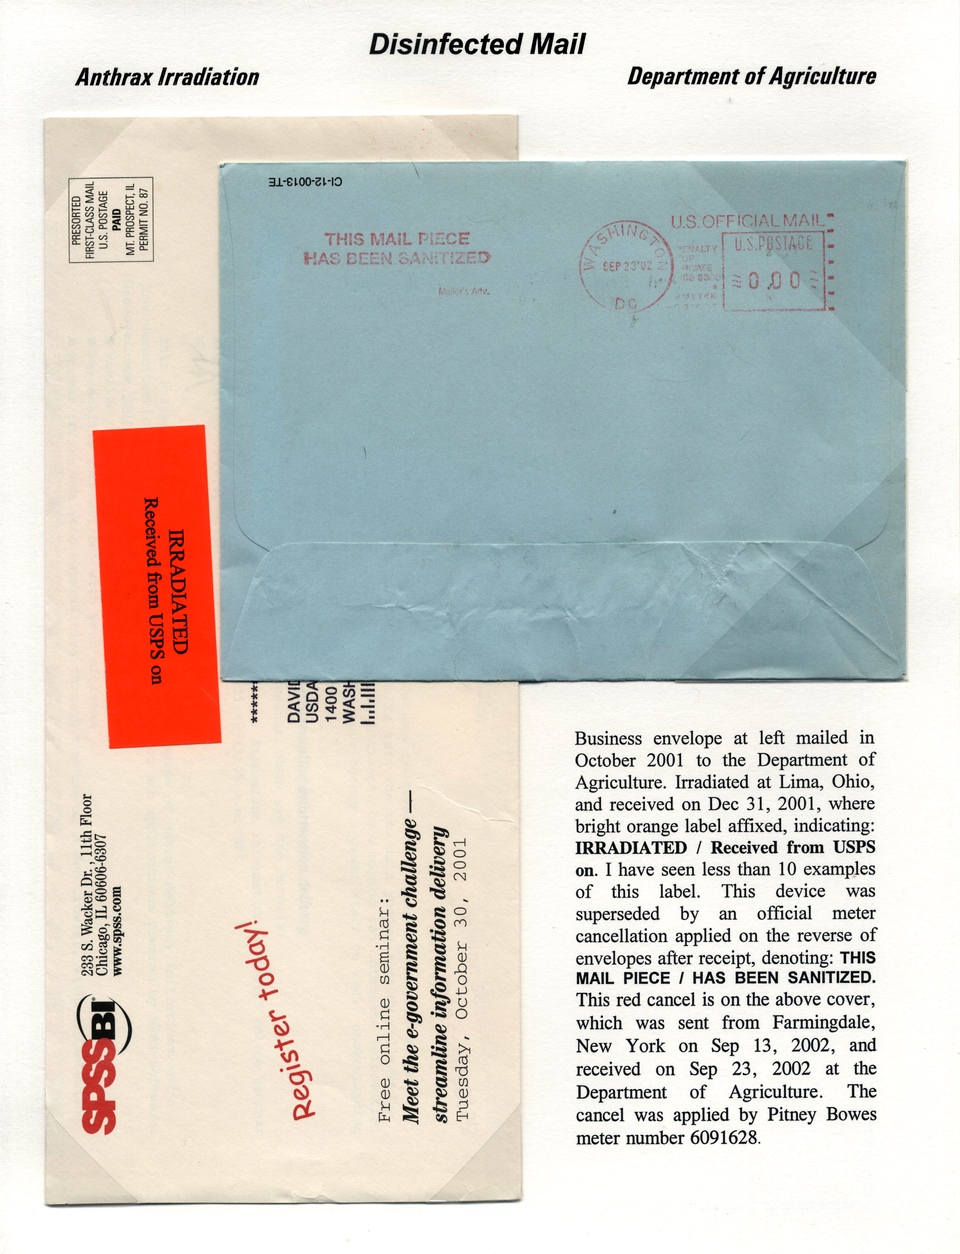 Disinfected Mail
Anthrax Irradiation
Department of Agriculture
PRESORTED
FIRST-CLASS MAIL
U.S. POSTAGE
PAID
MT. PROSPECT, IL
PERMIT NO. 87
CI-12-0013-TE
THIS MAIL PIECE
HAS BEEN SANITIZED
Mailer's Adv.
WASHINGTON
SEP 23 '02
DC
U.S. OFFICIAL MAIL
PENALTY
U.S. POSTAGE
0.00
IRRADIATED
Received from USPS on
******
DAVID
USDA
1400
WASH
233 S. Wacker Dr., 11th Floor
Chicago, IL 60606-6307
www.spss.com
SPSSBI
Register today!
Free online seminar:
Meet the e-government challenge —
streamline information delivery
Tuesday, October 30, 2001
Business envelope at left mailed in
October 2001 to the Department of
Agriculture. Irradiated at Lima, Ohio,
and received on Dec 31, 2001, where
bright orange label affixed, indicating:
IRRADIATED / Received from USPS
on. I have seen less than 10 examples
of this label. This device was
superseded by an official meter
cancellation applied on the reverse of
envelopes after receipt, denoting: THIS
MAIL PIECE / HAS BEEN SANITIZED.
This red cancel is on the above cover,
which was sent from Farmingdale,
New York on Sep 13, 2002, and
received on Sep 23, 2002 at the
Department of Agriculture. The
cancel was applied by Pitney Bowes
meter number 6091628.